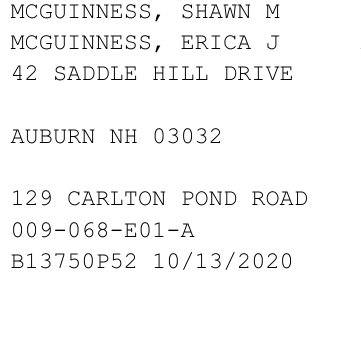 MCGUINNESS, SHAWN M
MCGUINNESS, ERICA J
42 SADDLE HILL DRIVE
AUBURN NH 03032
129 CARLTON POND ROAD
009-068-E01-A
B13750P52 10/13/2020